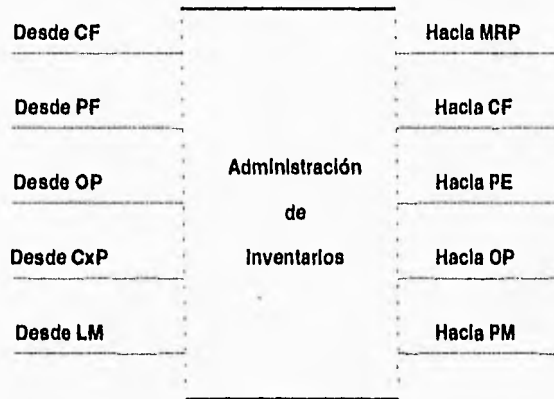 Desde CF
Desde PF
Desde OP
Desde CxP
Desde LM
Administración
de
Inventarios
Hacia MRP
Hacia CF
Hacia PE
Hacia OP
Hacia PM